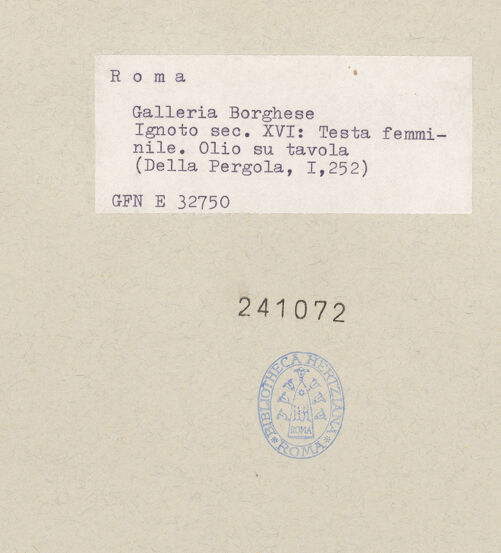 R o m a
Galleria Borghese
Ignoto sec. XVI: Testa femmi-
nile. Olio su tavola
(Della Pergola, I,252)
GFN E 32750
241072
BIBLIOTHECA HERTZIANA
ROMA
* ROMA *